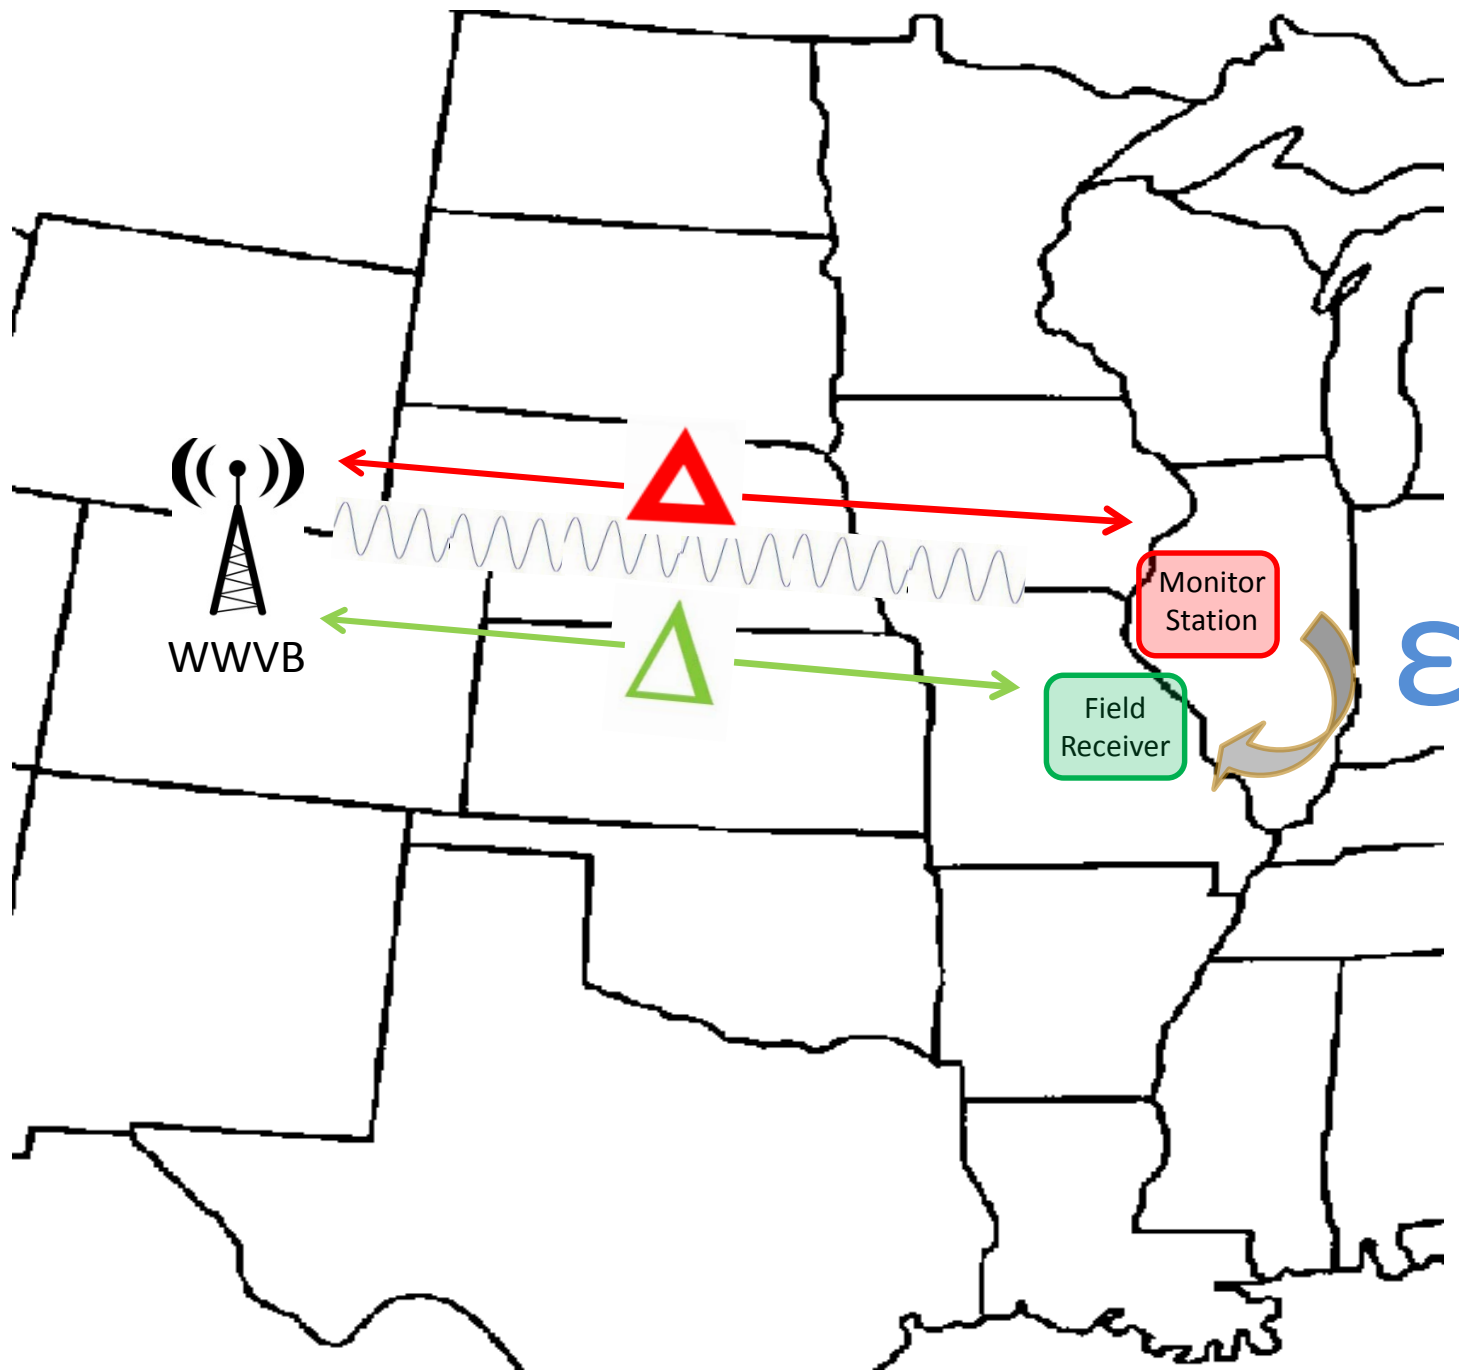 Δ
Monitor
Station
ε
WWVB
Δ
Field
Receiver